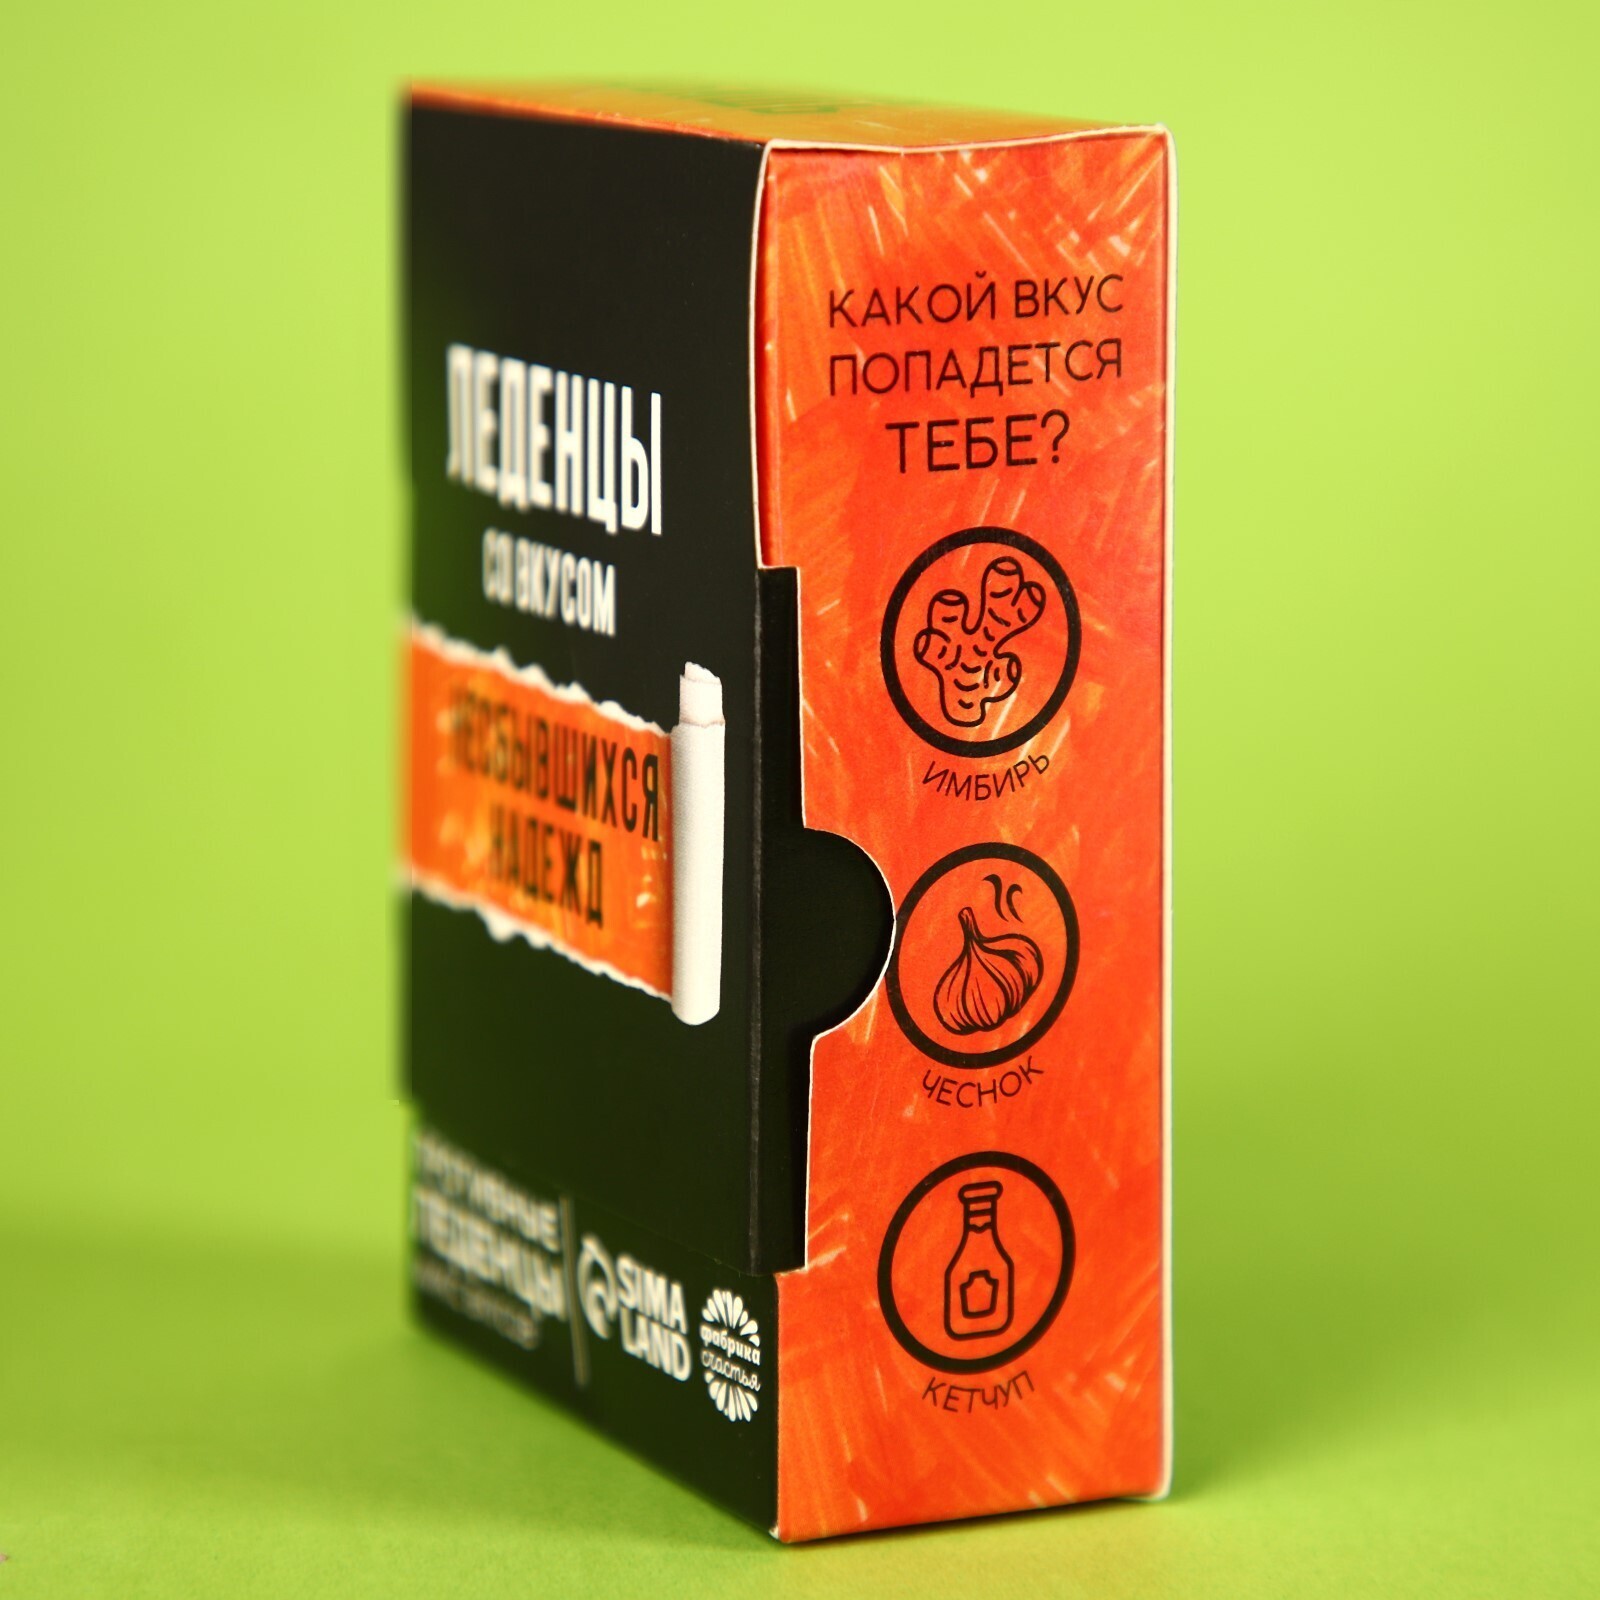 ЛЕДЕНЦЫ
СО ВКУСОМ
НЕСБЫВШИХСЯ
НАДЕЖД
ЛЕДЕНЦЫ
SIMA
LAND
фабрика
счастья
КАКОЙ ВКУС
ПОПАДЕТСЯ
ТЕБЕ?
ИМБИРЬ
ЧЕСНОК
КЕТЧУП